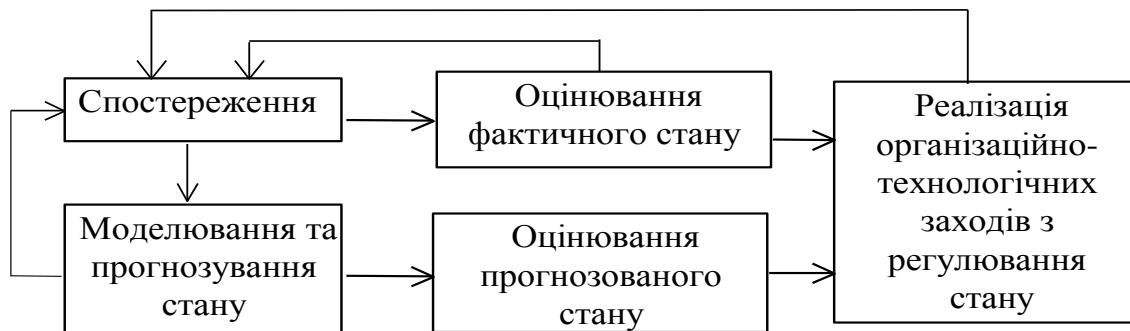 Спостереження
Оцінювання
фактичного стану
Реалізація
організаційно-
технологічних
заходів з
регулювання
стану
Моделювання та
прогнозування
стану
Оцінювання
прогнозованого
стану